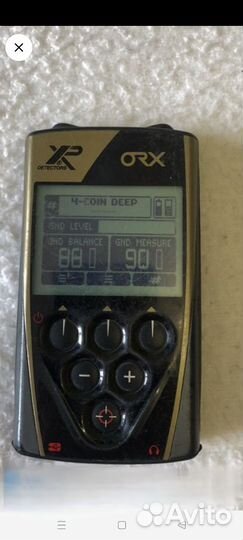 XP
DETECTORS
ORX
4-COIN DEEP
GND LEVEL
GND BALANCE GND MEASURE
88 90
Avito